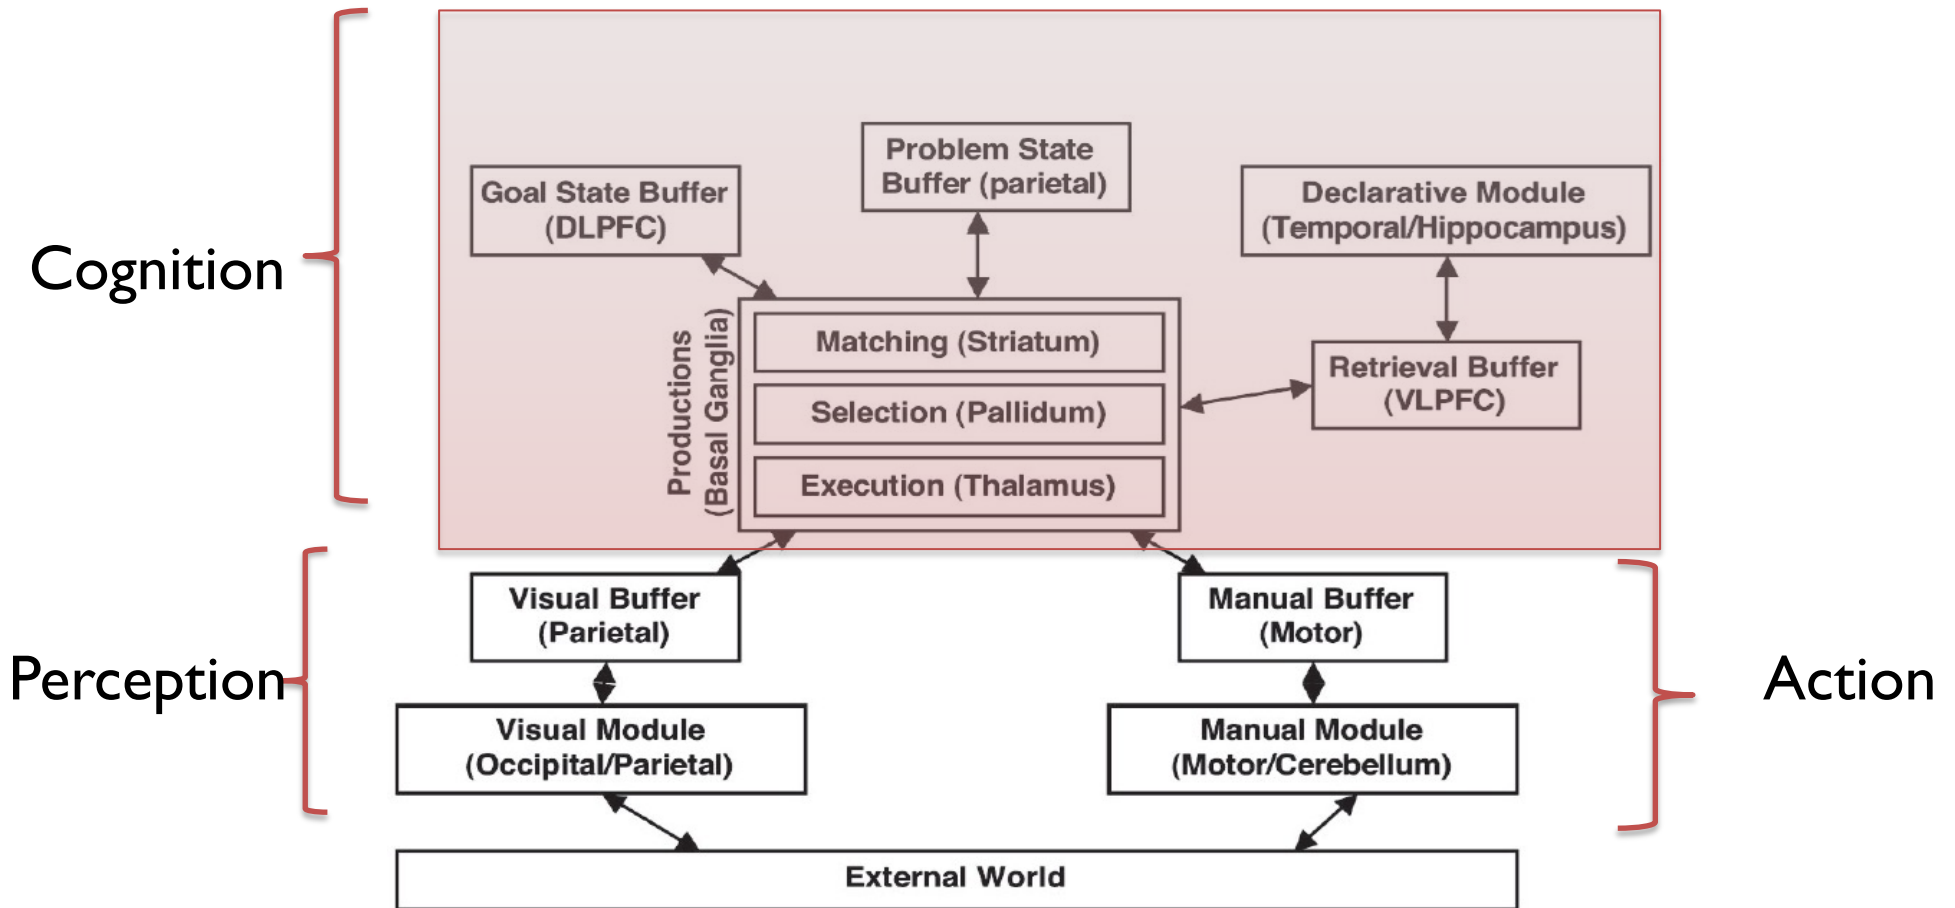 Cognition
Problem State
Buffer (parietal)
Goal State Buffer
(DLPFC)
Declarative Module
(Temporal/Hippocampus)
Productions
(Basal Ganglia)
Matching (Striatum)
Selection (Pallidum)
Execution (Thalamus)
Retrieval Buffer
(VLPFC)
Perception
Visual Buffer
(Parietal)
Manual Buffer
(Motor)
Action
Visual Module
(Occipital/Parietal)
Manual Module
(Motor/Cerebellum)
External World